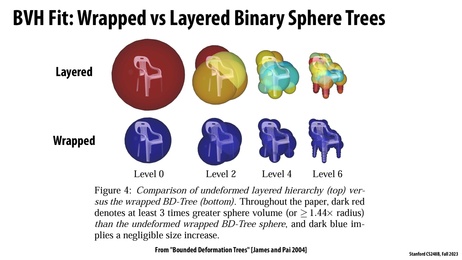 BVH Fit: Wrapped vs Layered Binary Sphere Trees
Layered
Wrapped
Level 0 Level 2 Level 4 Level 6
Figure 4: Comparison of undeformed layered hierarchy (top) ver-
sus the wrapped BD-Tree (bottom). Throughout the paper, dark red
denotes at least 3 times greater sphere volume (or ≥ 1.44× radius)
than the undeformed wrapped BD-Tree sphere, and dark blue im-
plies a negligible size increase.
From "Bounded Deformation Trees" [James and Pai 2004]
Stanford CS248B, Fall 2023